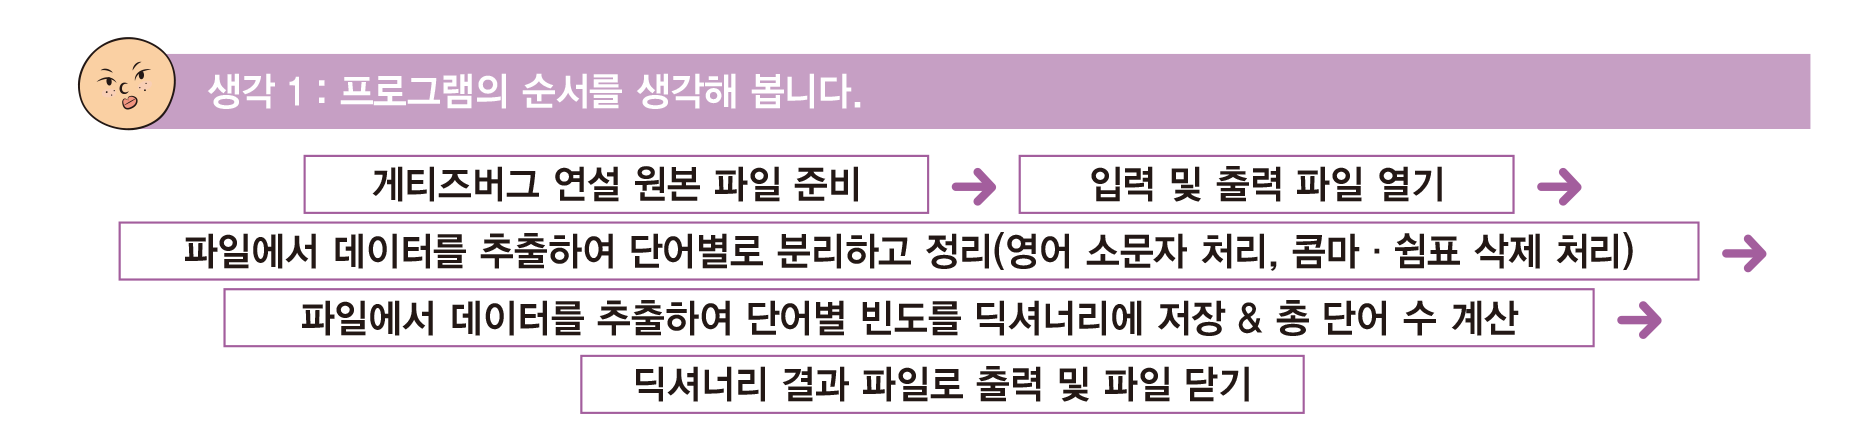 생각 1 : 프로그램의 순서를 생각해 봅니다.
게티즈버그 연설 원본 파일 준비 → 입력 및 출력 파일 열기 →
파일에서 데이터를 추출하여 단어별로 분리하고 정리(영어 소문자 처리, 콤마 · 쉼표 삭제 처리) →
파일에서 데이터를 추출하여 단어별 빈도를 딕셔너리에 저장 & 총 단어 수 계산 →
딕셔너리 결과 파일로 출력 및 파일 닫기